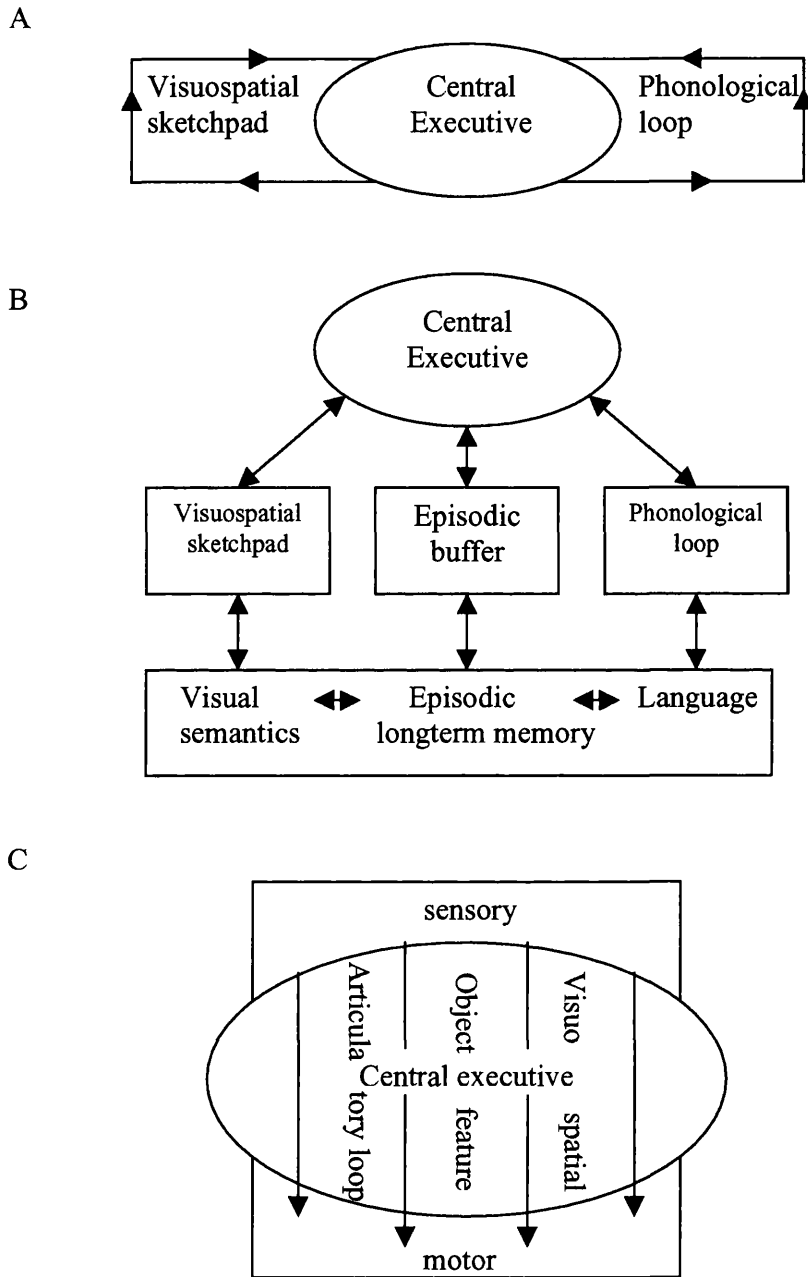 A
Visuospatial
sketchpad
Central
Executive
Phonological
loop
B
Central
Executive
Visuospatial
sketchpad
Episodic
buffer
Phonological
loop
Visual
semantics
Episodic
longterm memory
Language
C
sensory
Articula
tory loop
Object
feature
Visuo
spatial
Central executive
motor